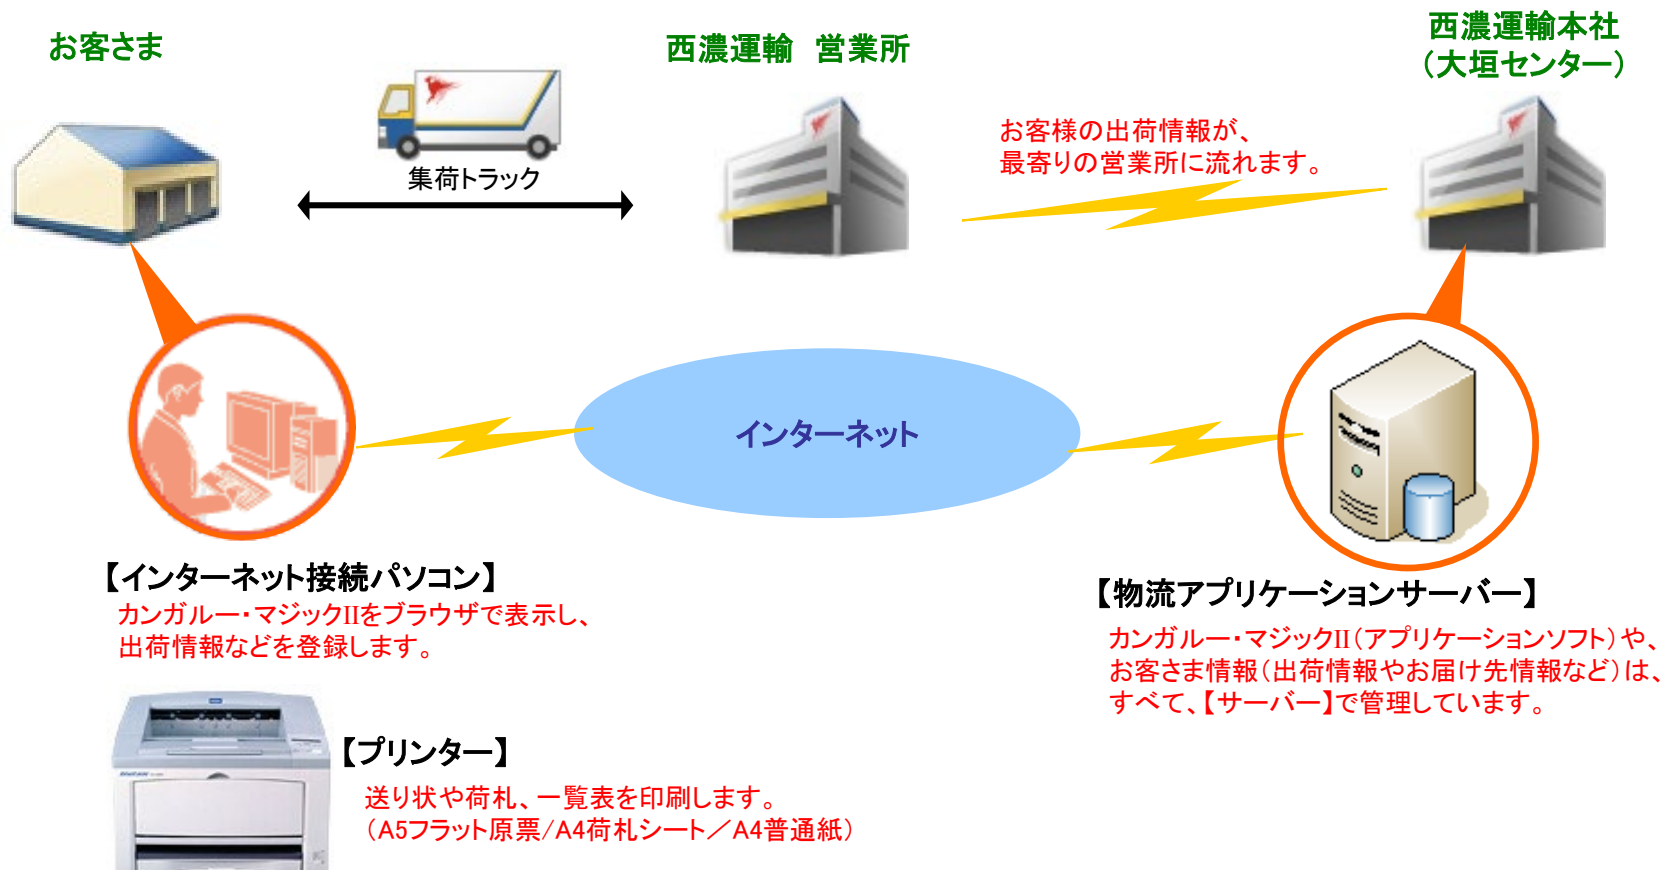 お客さま
西濃運輸 営業所
西濃運輸本社
（大垣センター）
集荷トラック
お客様の出荷情報が、
最寄りの営業所に流れます。
インターネット
【インターネット接続パソコン】
カンガルー・マジックⅡをブラウザで表示し、
出荷情報などを登録します。
【物流アプリケーションサーバー】
カンガルー・マジックⅡ（アプリケーションソフト）や、
お客さま情報（出荷情報やお届け先情報など）は、
すべて、【サーバー】で管理しています。
【プリンター】
送り状や荷札、一覧表を印刷します。
（A5フラット原票/A4荷札シート／A4普通紙）